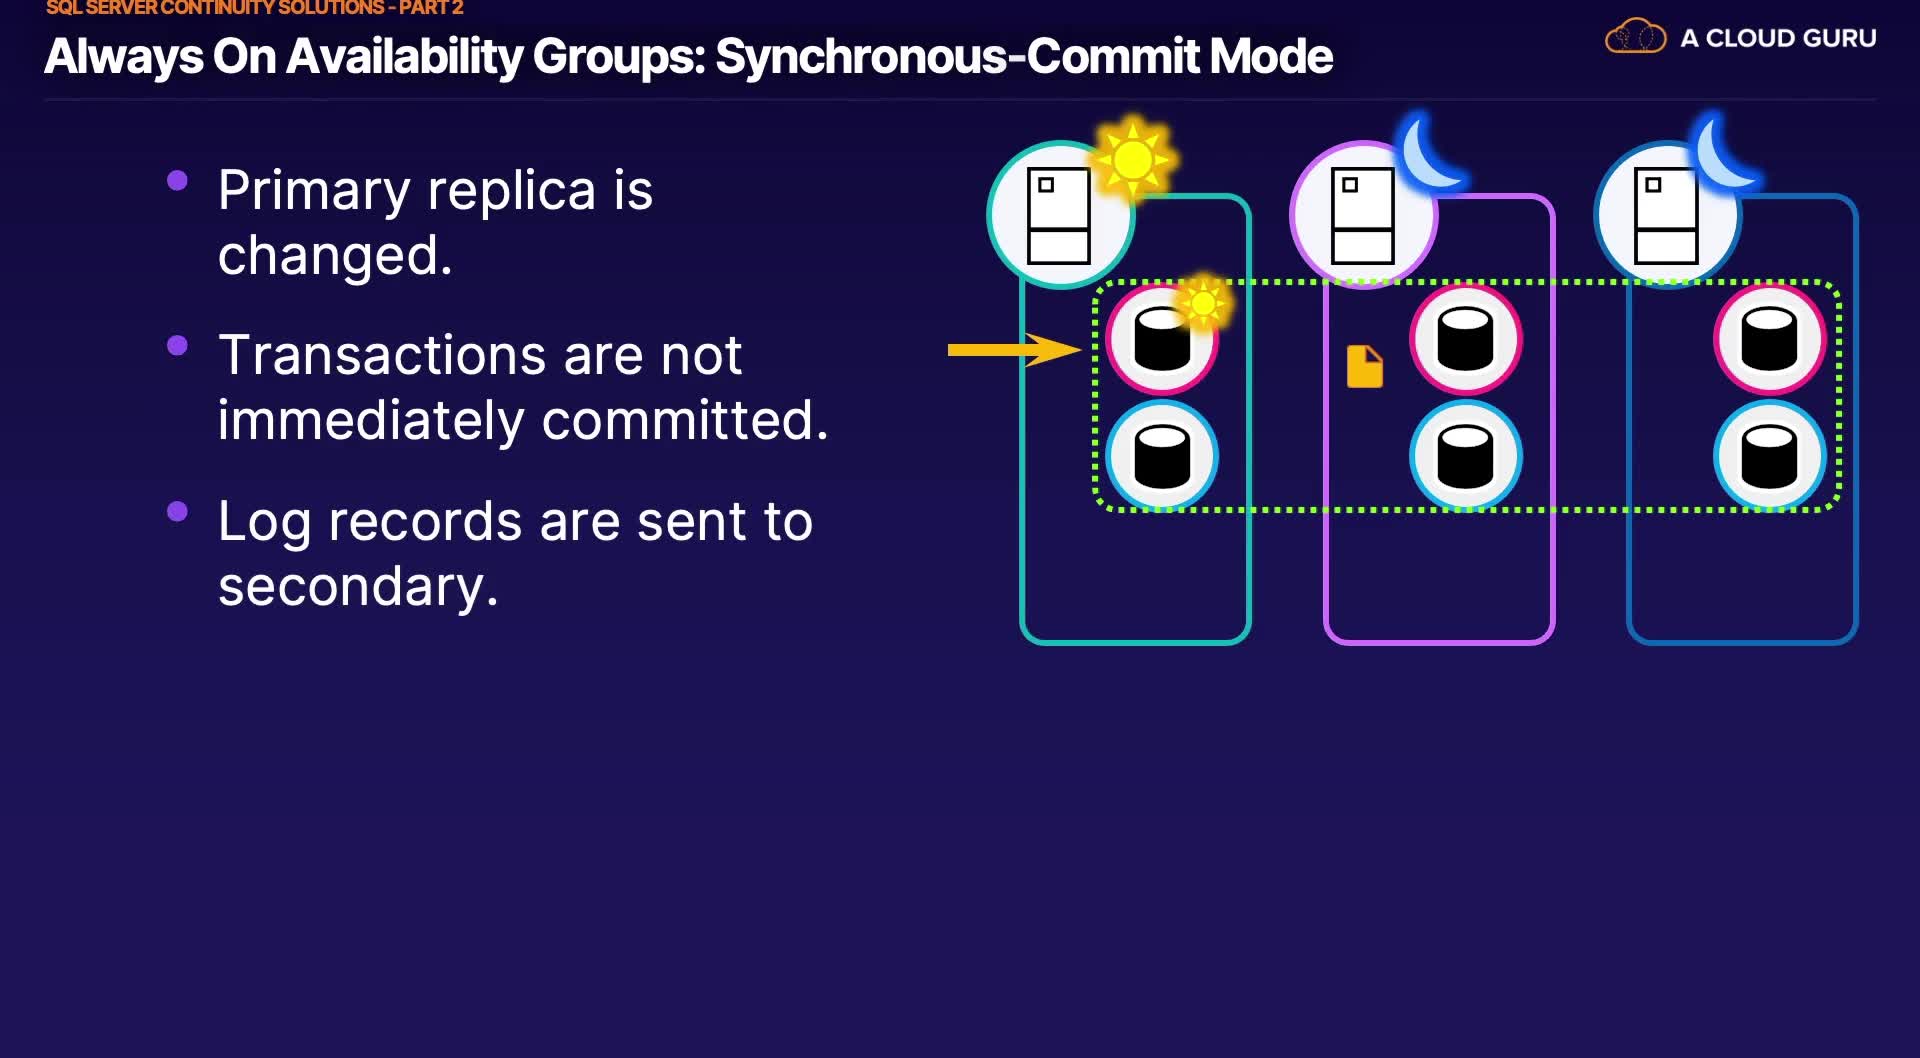 SQL SERVER CONTINUITY SOLUTIONS - PART 2
Always On Availability Groups: Synchronous-Commit Mode
A CLOUD GURU
Primary replica is
changed.
Transactions are not
immediately committed.
Log records are sent to
secondary.